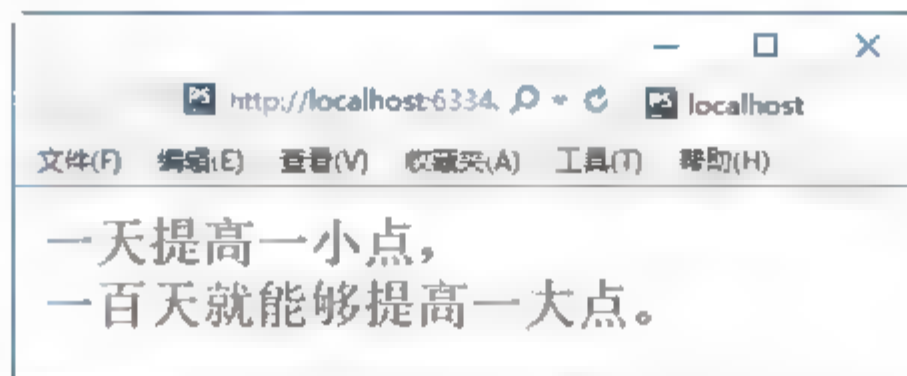 http://localhost:6334. localhost
文件(F) 编辑(E) 查看(V) 收藏夹(A) 工具(T) 帮助(H)
一天提高一小点，
一百天就能够提高一大点。